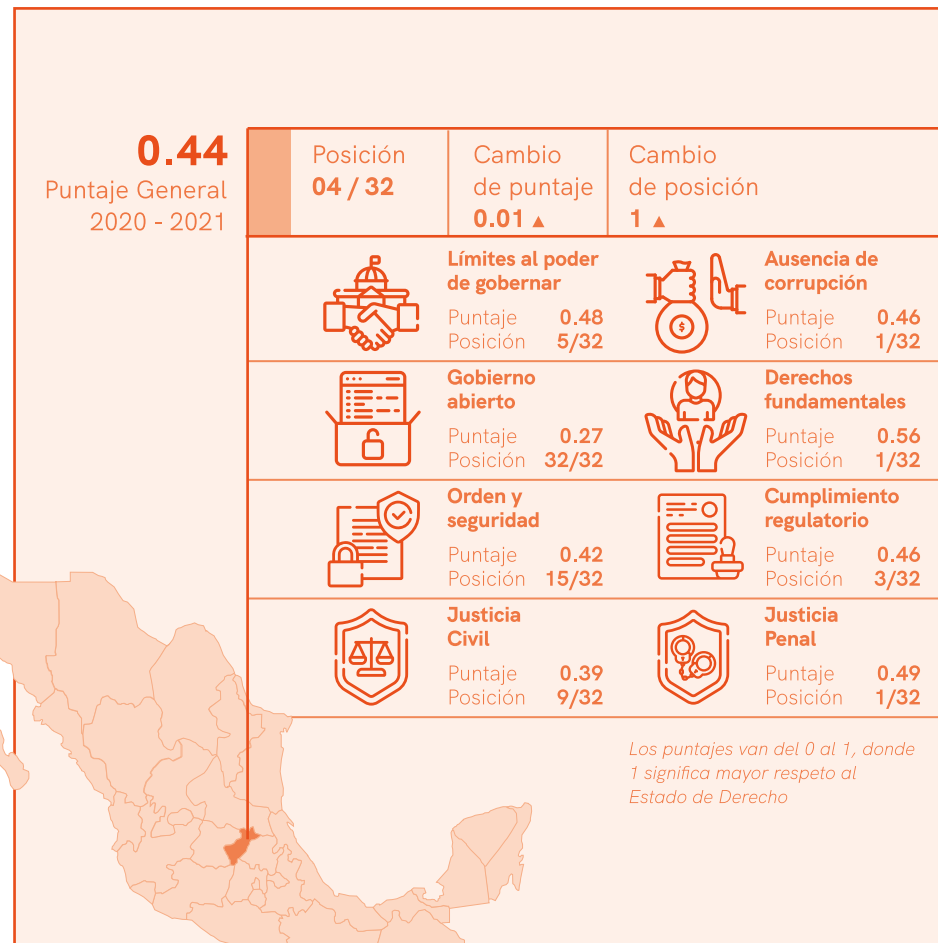 0.44
Puntaje General
2020 - 2021
Posición
04 / 32
Cambio
de puntaje
0.01 ▲
Cambio
de posición
1 ▲
Límites al poder
de gobernar
Puntaje 0.48
Posición 5/32
Ausencia de
corrupción
Puntaje 0.46
Posición 1/32
$
Gobierno
abierto
Puntaje 0.27
Posición 32/32
Derechos
fundamentales
Puntaje 0.56
Posición 1/32
Orden y
seguridad
Puntaje 0.42
Posición 15/32
Cumplimiento
regulatorio
Puntaje 0.46
Posición 3/32
Justicia
Civil
Puntaje 0.39
Posición 9/32
Justicia
Penal
Puntaje 0.49
Posición 1/32
Los puntajes van del 0 al 1, donde
1 significa mayor respeto al
Estado de Derecho